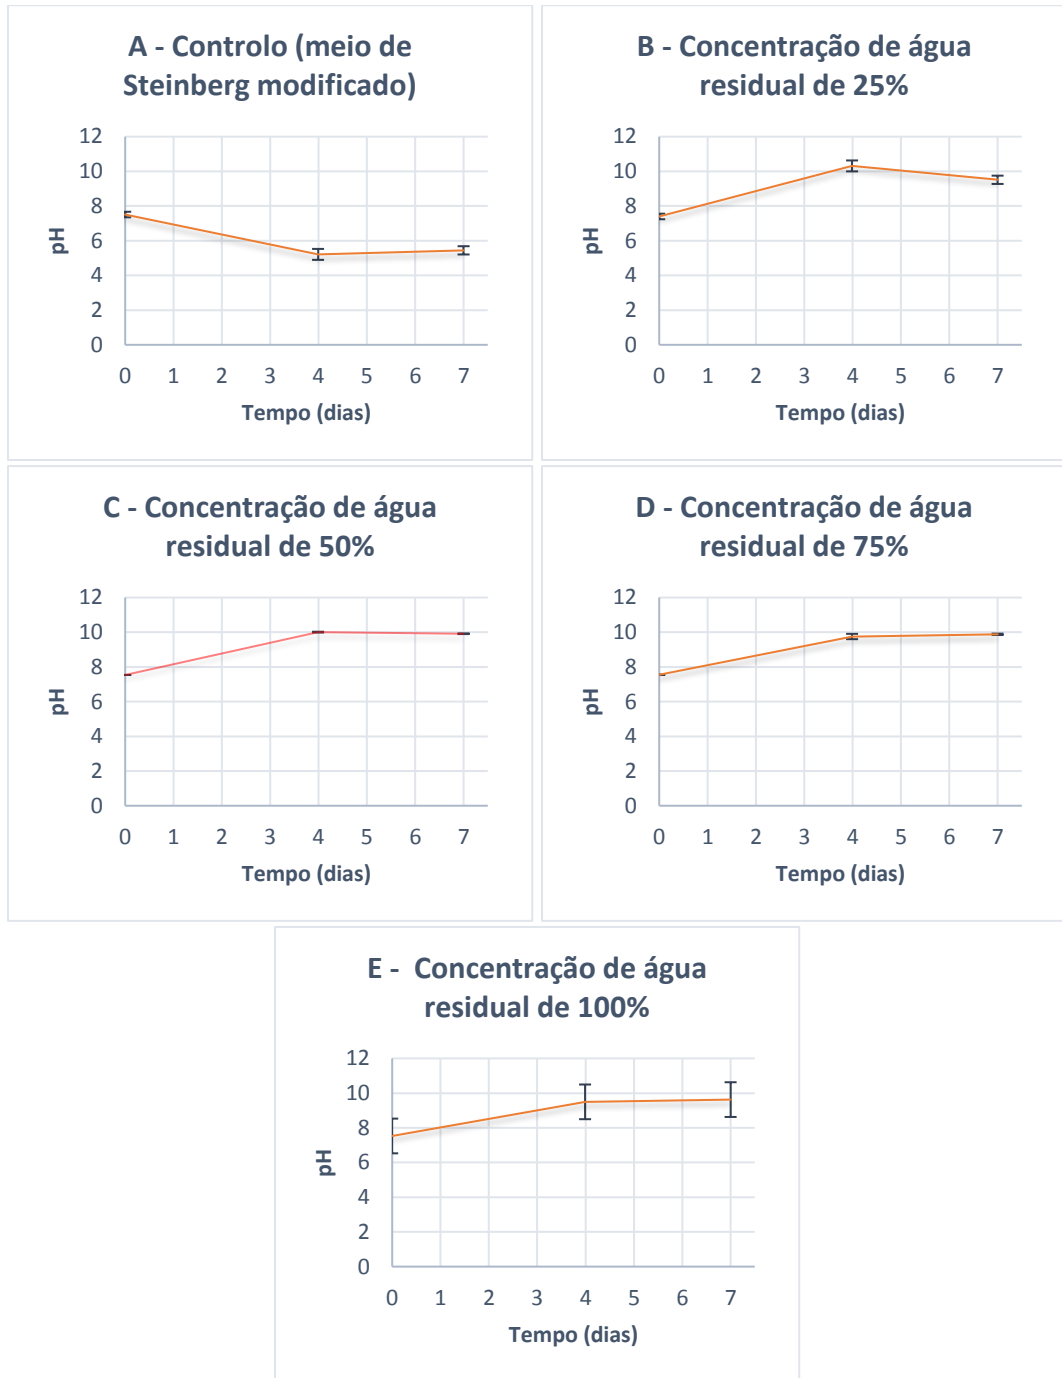 A - Controlo (meio de
Steinberg modificado)
12
10
8
6
4
2
0
pH
0 1 2 3 4 5 6 7
Tempo (dias)
B - Concentração de água
residual de 25%
12
10
8
6
4
2
0
pH
0 1 2 3 4 5 6 7
Tempo (dias)
C - Concentração de água
residual de 50%
12
10
8
6
4
2
0
pH
0 1 2 3 4 5 6 7
Tempo (dias)
D - Concentração de água
residual de 75%
12
10
8
6
4
2
0
pH
0 1 2 3 4 5 6 7
Tempo (dias)
E - Concentração de água
residual de 100%
12
10
8
6
4
2
0
pH
0 1 2 3 4 5 6 7
Tempo (dias)